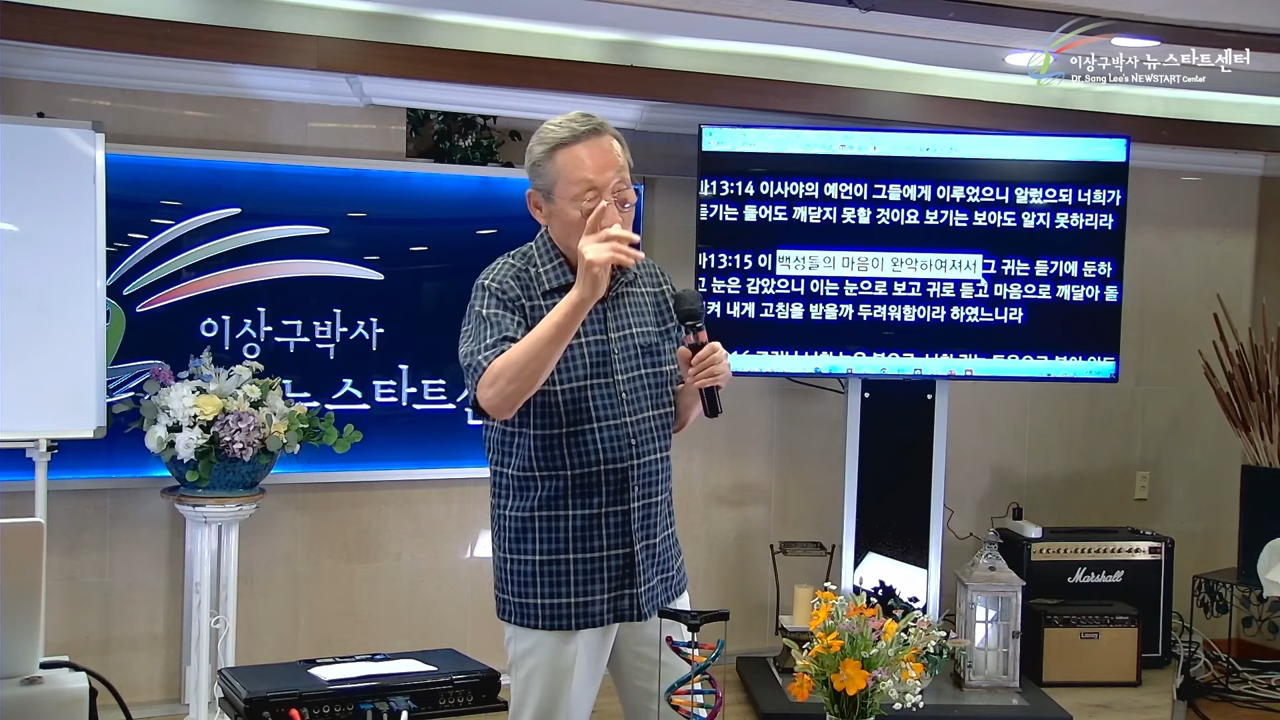 이상구박사 뉴스타트센터
Dr. Sang Lee's NEWSTART Center
13:14 이사야의 예언이 그들에게 이루었으니 일렀으되 너희가
듣기는 들어도 깨닫지 못할 것이요 보기는 보아도 알지 못하리라
13:15 이 백성들의 마음이 완악하여져서 그 귀는 듣기에 둔하
고 눈은 감았으니 이는 눈으로 보고 귀로 듣고 마음으로 깨달아 돌
켜 내게 고침을 받을까 두려워함이라 하였느니라
이상구박사
뉴스타트센
Marshall
Laney